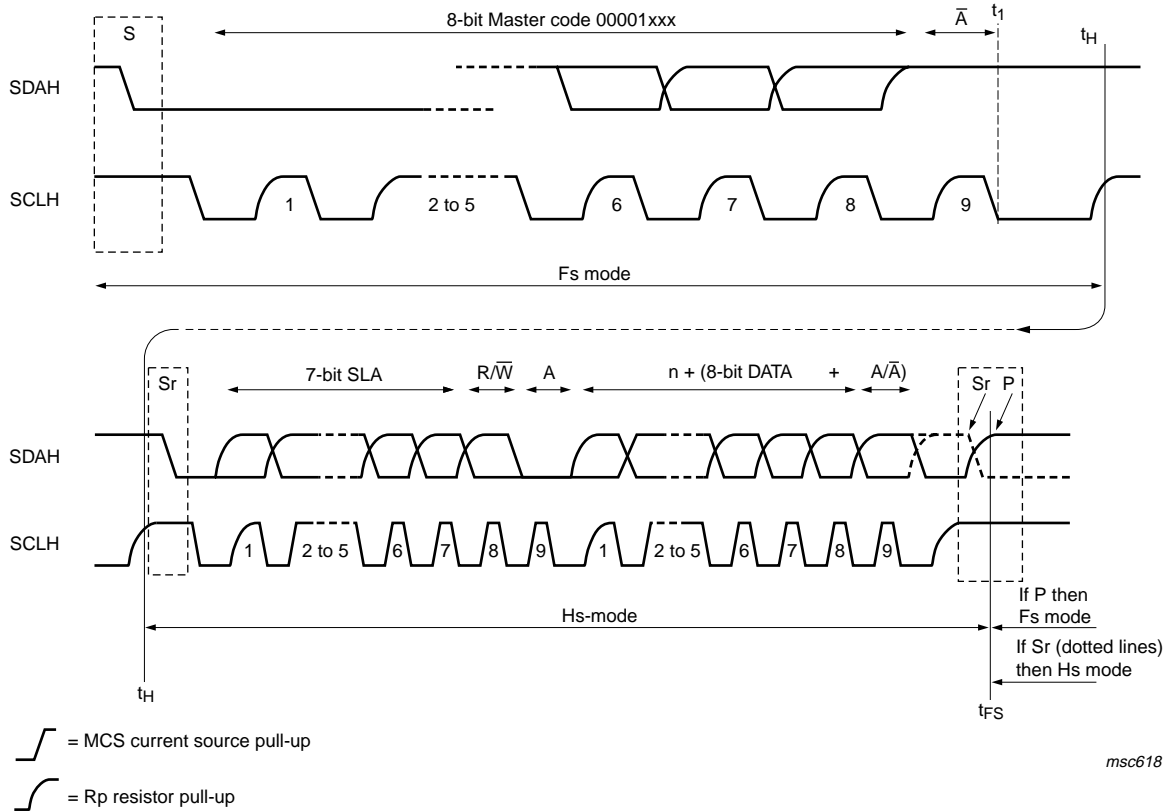 8-bit Master code 00001xxx
A̅
t1
S
tH
SDAH
SCLH
1
2 to 5
6
7
8
9
Fs mode
Sr
7-bit SLA
R/W̅
A
n + (8-bit DATA +
A/A̅)
Sr P
SDAH
SCLH
1
2 to 5
6
7
8
9
1
2 to 5
6
7
8
9
Hs-mode
If P then
Fs mode
If Sr (dotted lines)
then Hs mode
tH
tFS
= MCS current source pull-up
= Rp resistor pull-up
msc618